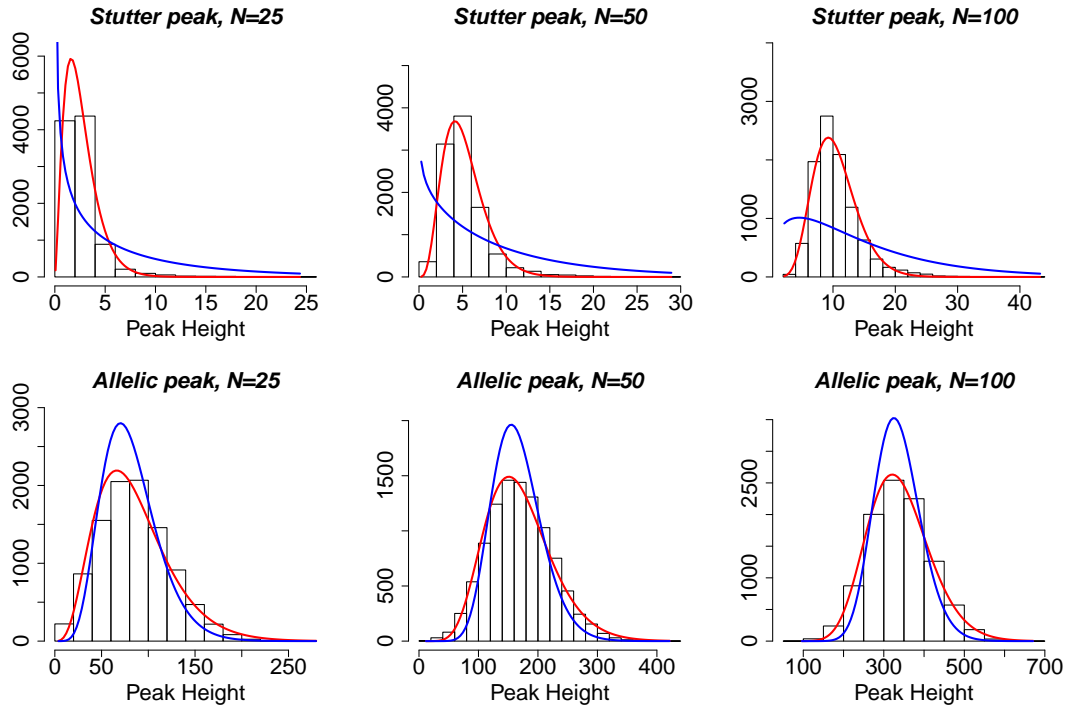 Stutter peak, N=25
Stutter peak, N=50
Stutter peak, N=100
0 2000 4000 6000
0 5 10 15 20 25
Peak Height
0 2000 4000
0 5 10 15 20 25 30
Peak Height
0 1000 3000
10 20 30 40
Peak Height
Allelic peak, N=25
Allelic peak, N=50
Allelic peak, N=100
0 1000 2000 3000
0 50 150 250
Peak Height
0 500 1500
0 100 200 300 400
Peak Height
0 1000 2500
100 300 500 700
Peak Height